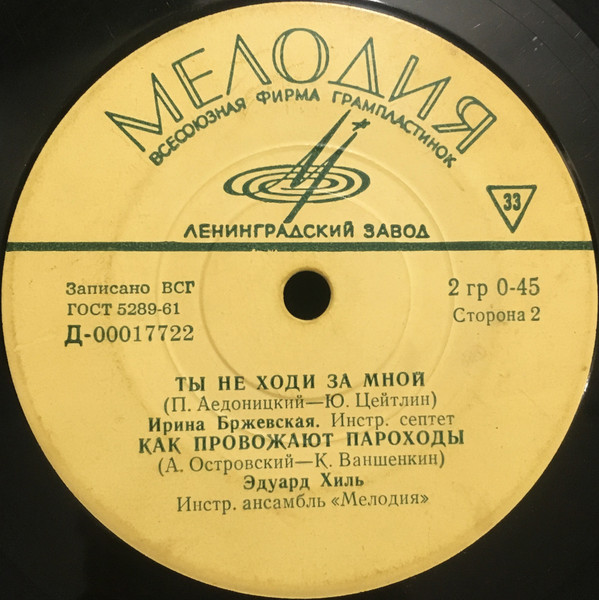 МЕЛОДИЯ
ВСЕСОЮЗНАЯ ФИРМА ГРАМПЛАСТИНОК
33
ЛЕНИНГРАДСКИЙ ЗАВОД
Записано ВСГ
ГОСТ 5289-61
Д-00017722
2 гр 0-45
Сторона 2
ТЫ НЕ ХОДИ ЗА МНОЙ
(П. Аедоницкий—Ю. Цейтлин)
Ирина Бржевская. Инстр. септет
КАК ПРОВОЖАЮТ ПАРОХОДЫ
(А. Островский—К. Ваншенкин)
Эдуард Хиль
Инстр. ансамбль «Мелодия»